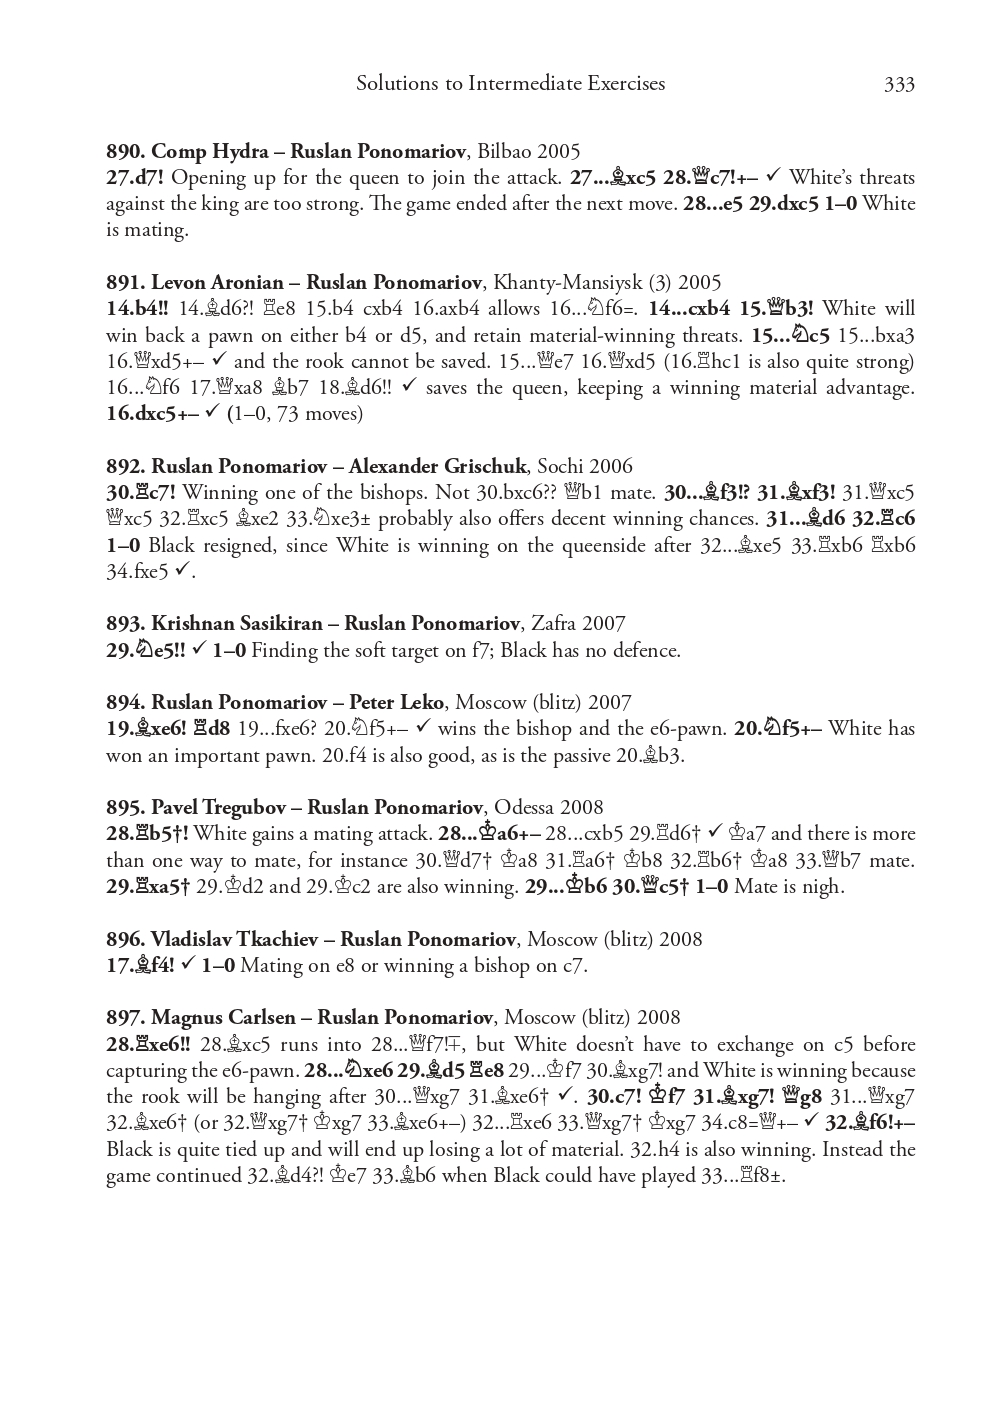 Solutions to Intermediate Exercises 333
890. Comp Hydra – Ruslan Ponomariov, Bilbao 2005
27.d7! Opening up for the queen to join the attack. 27...♗xc5 28.♕c7!+– ✓ White’s threats
against the king are too strong. The game ended after the next move. 28...e5 29.dxc5 1–0 White
is mating.
891. Levon Aronian – Ruslan Ponomariov, Khanty-Mansiysk (3) 2005
14.b4!! 14.♗d6?! ♖e8 15.b4 cxb4 16.axb4 allows 16...♘f6=. 14...cxb4 15.♕b3! White will
win back a pawn on either b4 or d5, and retain material-winning threats. 15...♘c5 15...bxa3
16.♕xd5+– ✓ and the rook cannot be saved. 15...♕e7 16.♕xd5 (16.♖hc1 is also quite strong)
16...♘f6 17.♕xa8 ♗b7 18.♗d6!! ✓ saves the queen, keeping a winning material advantage.
16.dxc5+– ✓ (1–0, 73 moves)
892. Ruslan Ponomariov – Alexander Grischuk, Sochi 2006
30.♖c7! Winning one of the bishops. Not 30.bxc6?? ♕b1 mate. 30...♗f3!? 31.♗xf3! 31.♕xc5
♕xc5 32.♖xc5 ♗xe2 33.♘xe3± probably also offers decent winning chances. 31...♗d6 32.♖c6
1–0 Black resigned, since White is winning on the queenside after 32...♗xe5 33.♖xb6 ♖xb6
34.fxe5 ✓.
893. Krishnan Sasikiran – Ruslan Ponomariov, Zafra 2007
29.♘e5!! ✓ 1–0 Finding the soft target on f7; Black has no defence.
894. Ruslan Ponomariov – Peter Leko, Moscow (blitz) 2007
19.♗xe6! ♖d8 19...fxe6? 20.♘f5+– ✓ wins the bishop and the e6-pawn. 20.♘f5+– White has
won an important pawn. 20.f4 is also good, as is the passive 20.♗b3.
895. Pavel Tregubov – Ruslan Ponomariov, Odessa 2008
28.♖b5†! White gains a mating attack. 28...♔a6+– 28...cxb5 29.♖d6† ✓ ♔a7 and there is more
than one way to mate, for instance 30.♕d7† ♔a8 31.♖a6† ♔b8 32.♖b6† ♔a8 33.♕b7 mate.
29.♖xa5† 29.♔d2 and 29.♔c2 are also winning. 29...♔b6 30.♕c5† 1–0 Mate is nigh.
896. Vladislav Tkachiev – Ruslan Ponomariov, Moscow (blitz) 2008
17.♗f4! ✓ 1–0 Mating on e8 or winning a bishop on c7.
897. Magnus Carlsen – Ruslan Ponomariov, Moscow (blitz) 2008
28.♖xe6!! 28.♗xc5 runs into 28...♕f7!∓, but White doesn’t have to exchange on c5 before
capturing the e6-pawn. 28...♘xe6 29.♗d5 ♖e8 29...♔f7 30.♗xg7! and White is winning because
the rook will be hanging after 30...♕xg7 31.♗xe6† ✓. 30.c7! ♔f7 31.♗xg7! ♕g8 31...♕xg7
32.♗xe6† (or 32.♕xg7† ♔xg7 33.♗xe6+–) 32...♖xe6 33.♕xg7† ♔xg7 34.c8=♕+– ✓ 32.♗f6!+–
Black is quite tied up and will end up losing a lot of material. 32.h4 is also winning. Instead the
game continued 32.♗d4?! ♔e7 33.♗b6 when Black could have played 33...♖f8±.